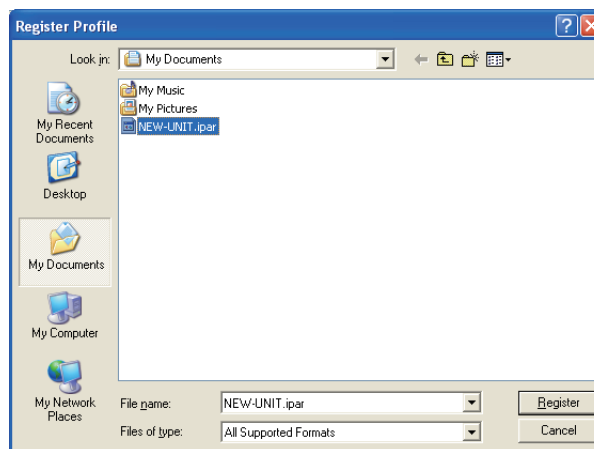 Register Profile
Look in:
My Documents
My Recent
Documents
Desktop
My Documents
My Computer
My Network
Places
My Music
My Pictures
NEW-UNIT.ipar
File name:
NEW-UNIT.ipar
Register
Files of type:
All Supported Formats
Cancel